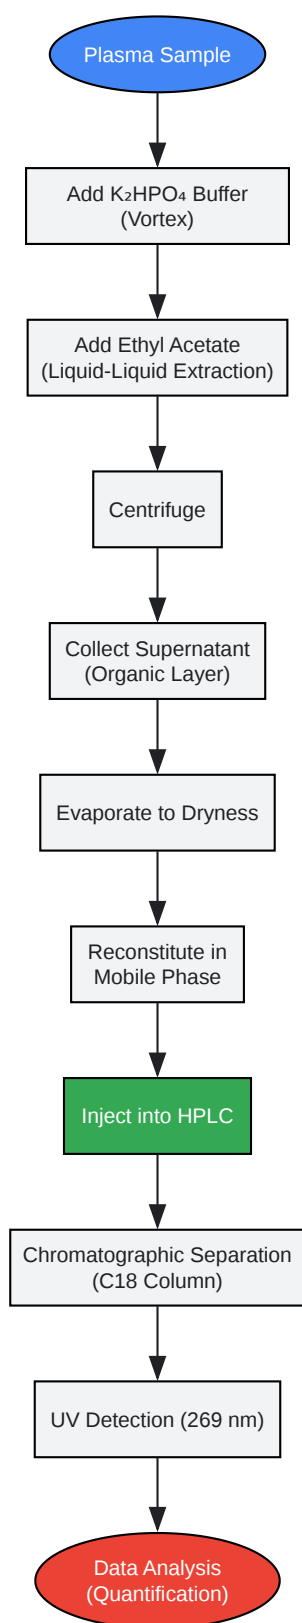 Plasma Sample
Add K₂HPO₄ Buffer
(Vortex)
Add Ethyl Acetate
(Liquid-Liquid Extraction)
Centrifuge
Collect Supernatant
(Organic Layer)
Evaporate to Dryness
Reconstitute in
Mobile Phase
Inject into HPLC
Chromatographic Separation
(C18 Column)
UV Detection (269 nm)
Data Analysis
(Quantification)